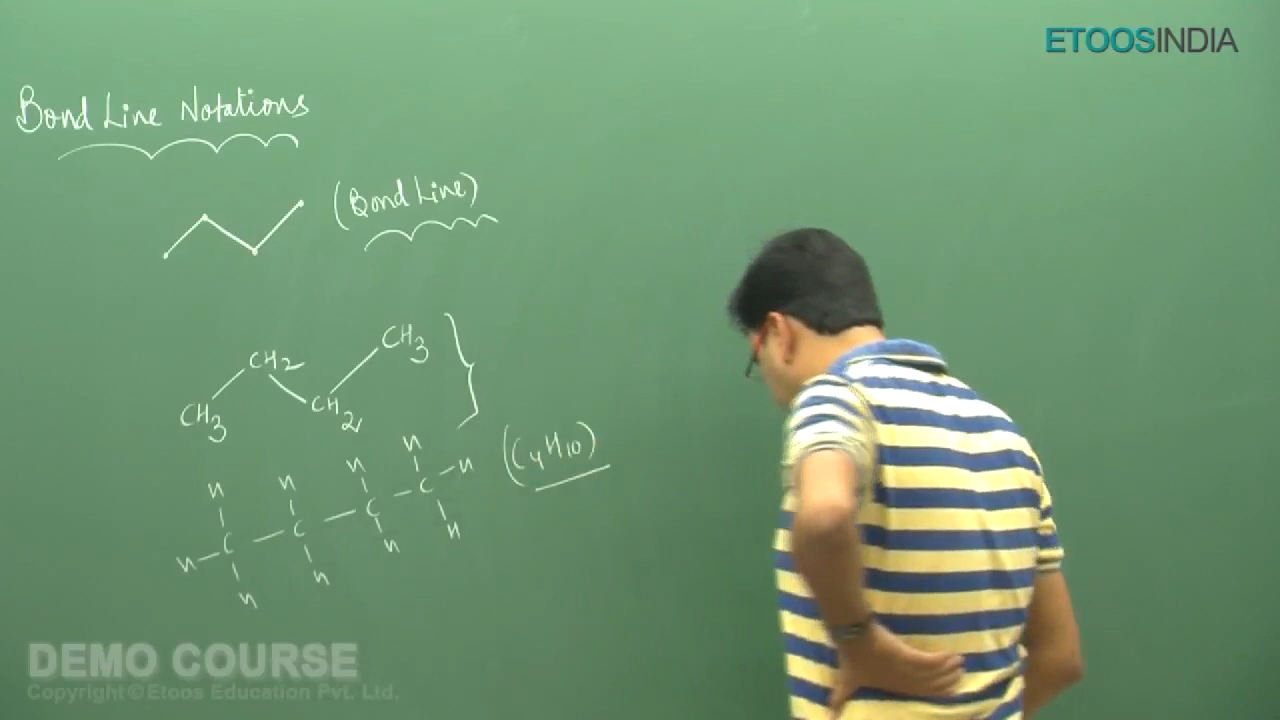 ETOOSINDIA
Bond Line Notations
(Bond Line)
CH3
CH2
CH3
CH2
(C4H10)
H H H H H
C C C C
H H H H H
DEMO COURSE
Copyright ©Etoos Education Pvt. Ltd.